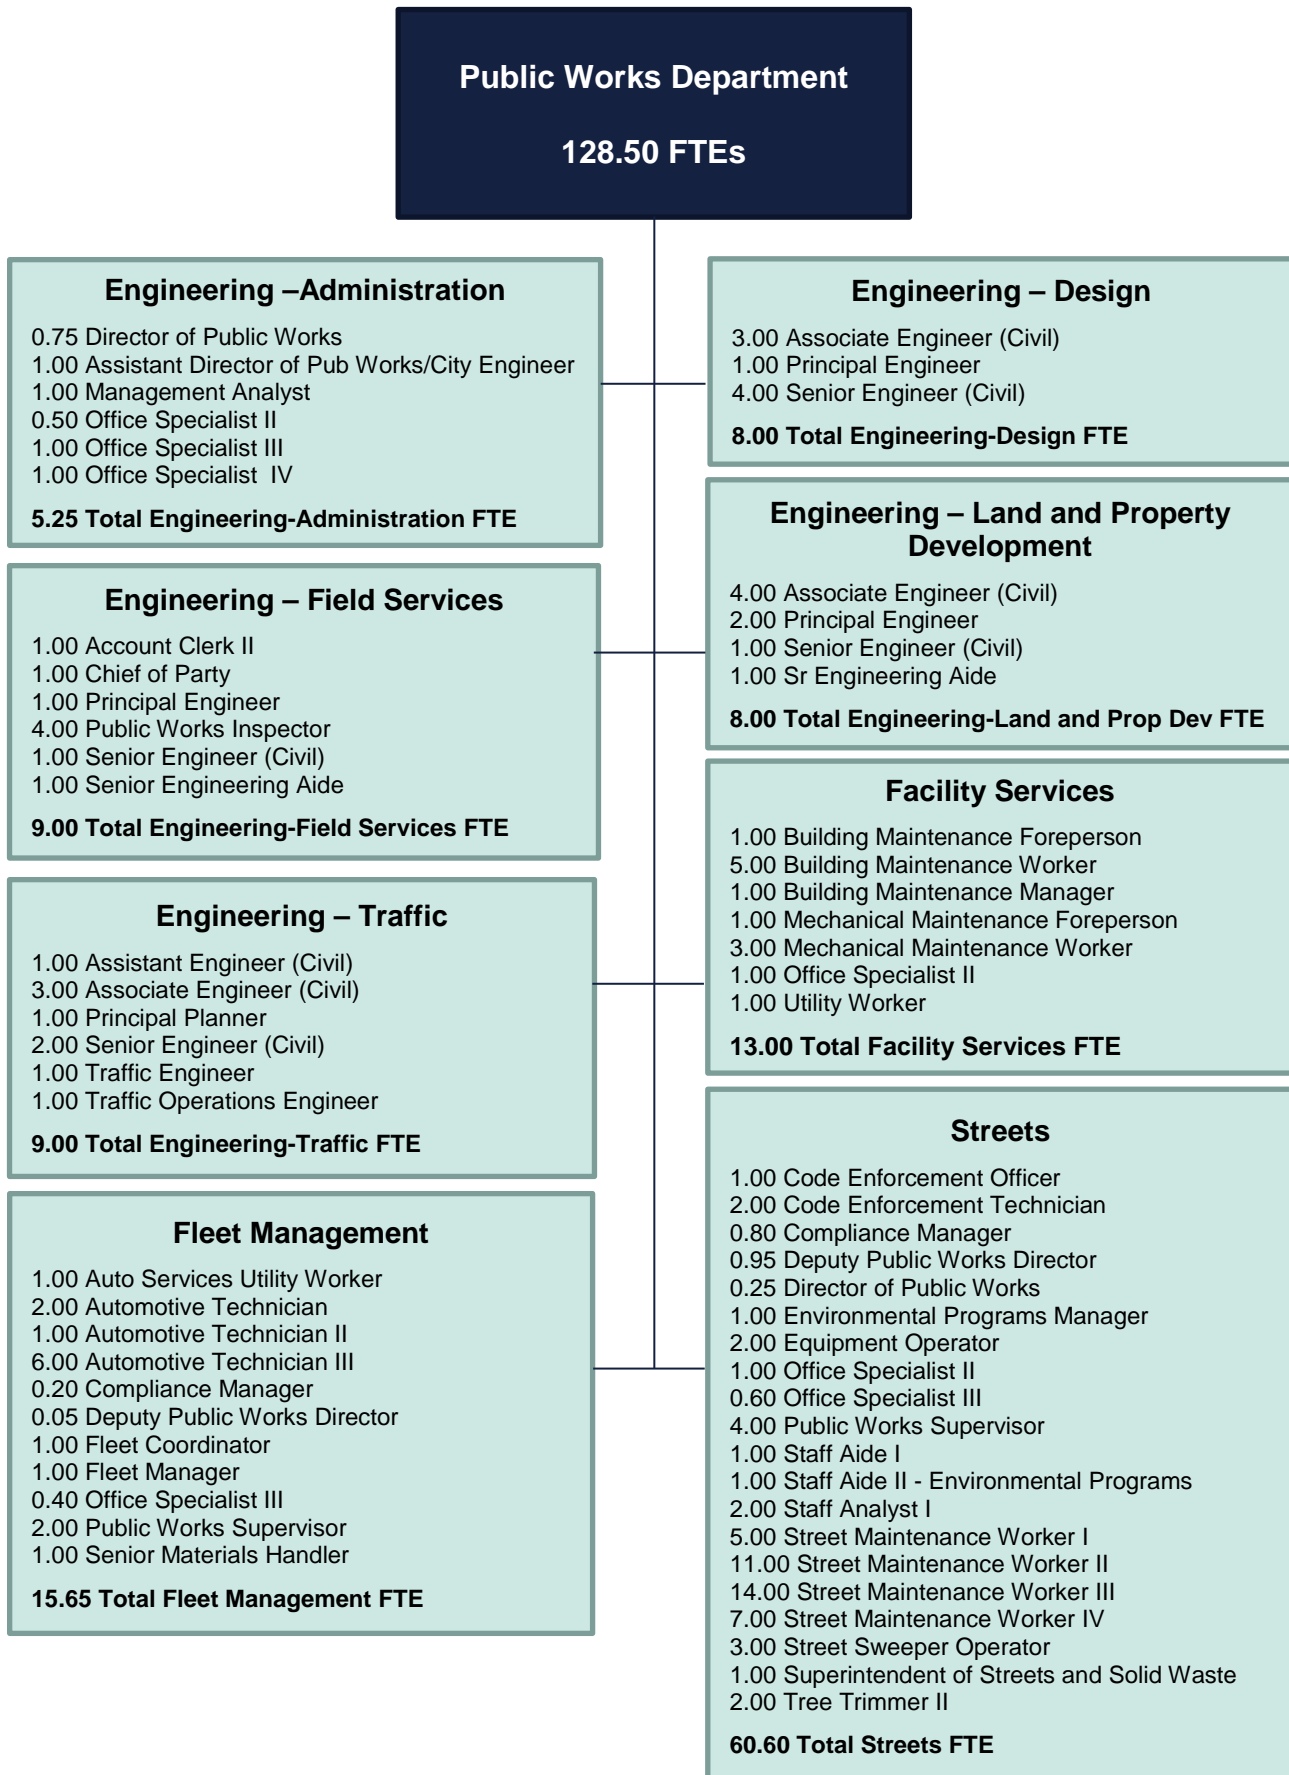 Public Works Department
128.50 FTEs
Engineering –Administration
0.75 Director of Public Works
1.00 Assistant Director of Pub Works/City Engineer
1.00 Management Analyst
0.50 Office Specialist II
1.00 Office Specialist III
1.00 Office Specialist  IV
5.25 Total Engineering-Administration FTE
Engineering – Field Services
1.00 Account Clerk II
1.00 Chief of Party
1.00 Principal Engineer
4.00 Public Works Inspector
1.00 Senior Engineer (Civil)
1.00 Senior Engineering Aide
9.00 Total Engineering-Field Services FTE
Engineering – Traffic
1.00 Assistant Engineer (Civil)
3.00 Associate Engineer (Civil)
1.00 Principal Planner
2.00 Senior Engineer (Civil)
1.00 Traffic Engineer
1.00 Traffic Operations Engineer
9.00 Total Engineering-Traffic FTE
Fleet Management
1.00 Auto Services Utility Worker
2.00 Automotive Technician
1.00 Automotive Technician II
6.00 Automotive Technician III
0.20 Compliance Manager
0.05 Deputy Public Works Director
1.00 Fleet Coordinator
1.00 Fleet Manager
0.40 Office Specialist III
2.00 Public Works Supervisor
1.00 Senior Materials Handler
15.65 Total Fleet Management FTE
Engineering – Design
3.00 Associate Engineer (Civil)
1.00 Principal Engineer
4.00 Senior Engineer (Civil)
8.00 Total Engineering-Design FTE
Engineering – Land and Property
Development
4.00 Associate Engineer (Civil)
2.00 Principal Engineer
1.00 Senior Engineer (Civil)
1.00 Sr Engineering Aide
8.00 Total Engineering-Land and Prop Dev FTE
Facility Services
1.00 Building Maintenance Foreperson
5.00 Building Maintenance Worker
1.00 Building Maintenance Manager
1.00 Mechanical Maintenance Foreperson
3.00 Mechanical Maintenance Worker
1.00 Office Specialist II
1.00 Utility Worker
13.00 Total Facility Services FTE
Streets
1.00 Code Enforcement Officer
2.00 Code Enforcement Technician
0.80 Compliance Manager
0.95 Deputy Public Works Director
0.25 Director of Public Works
1.00 Environmental Programs Manager
2.00 Equipment Operator
1.00 Office Specialist II
0.60 Office Specialist III
4.00 Public Works Supervisor
1.00 Staff Aide I
1.00 Staff Aide II - Environmental Programs
2.00 Staff Analyst I
5.00 Street Maintenance Worker I
11.00 Street Maintenance Worker II
14.00 Street Maintenance Worker III
7.00 Street Maintenance Worker IV
3.00 Street Sweeper Operator
1.00 Superintendent of Streets and Solid Waste
2.00 Tree Trimmer II
60.60 Total Streets FTE